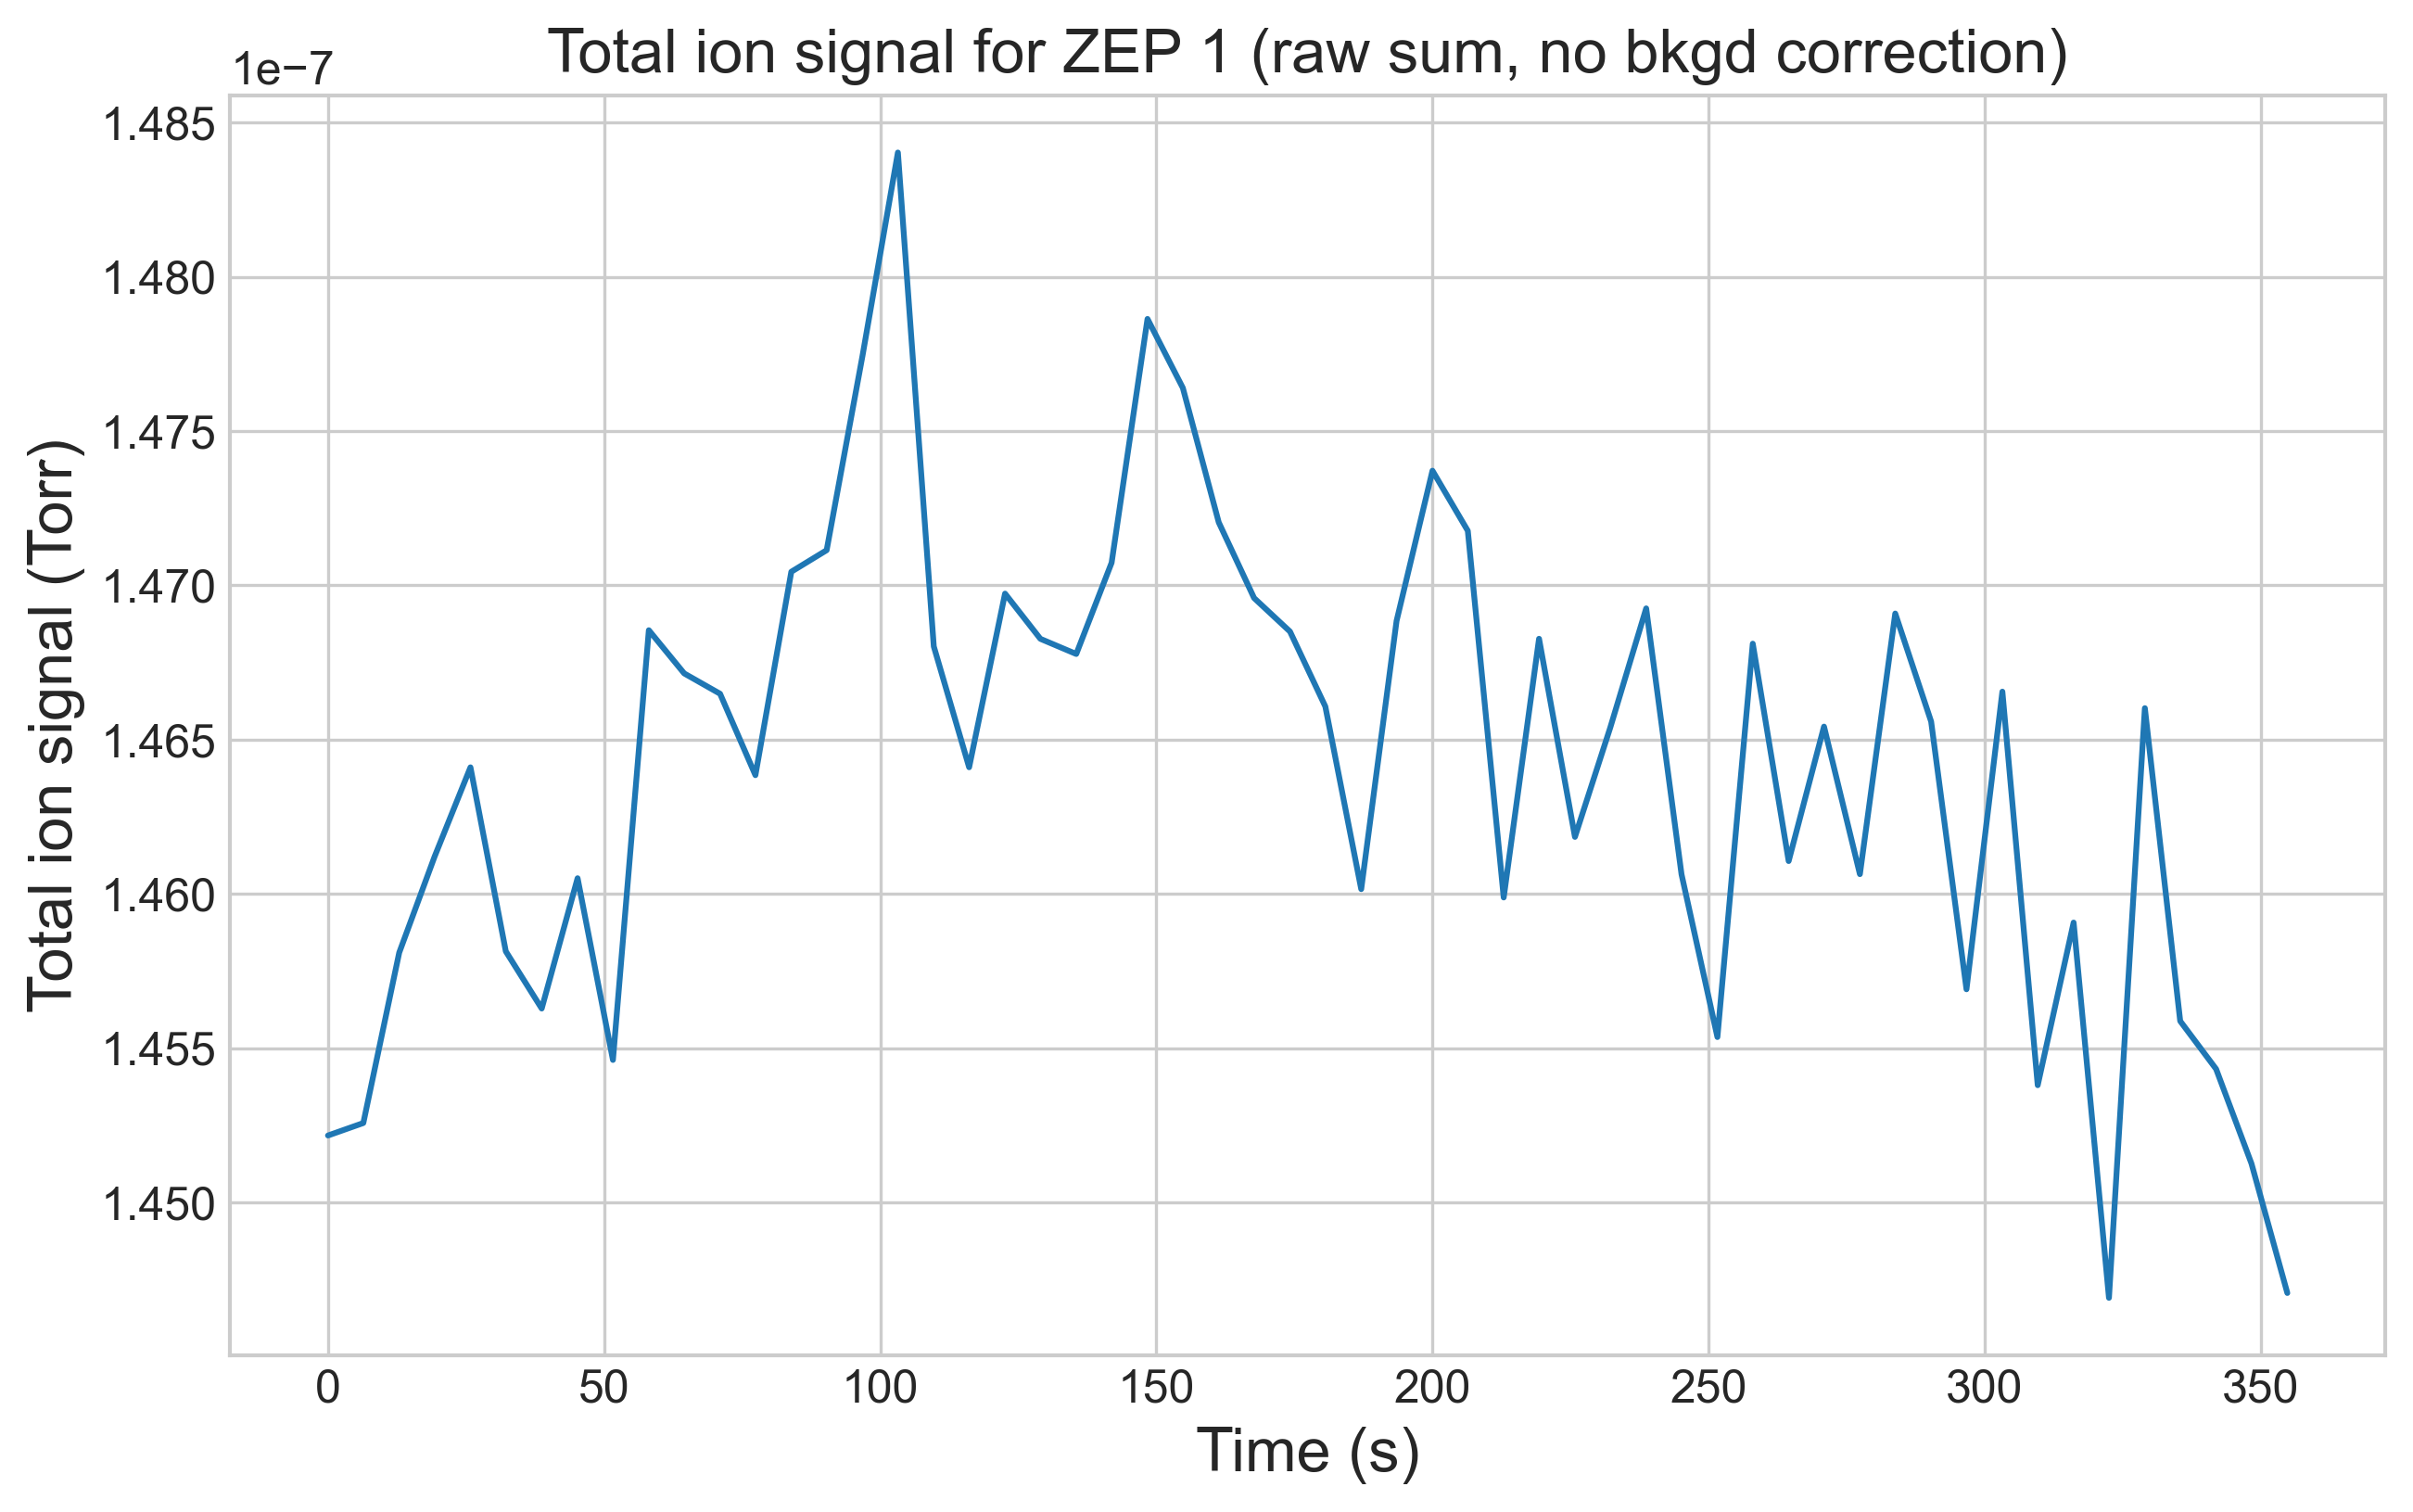 Total ion signal for ZEP 1 (raw sum, no bkgd correction)
1e−7
1.485
1.480
1.475
1.470
1.465
1.460
1.455
1.450
Total ion signal (Torr)
0 50 100 150 200 250 300 350
Time (s)